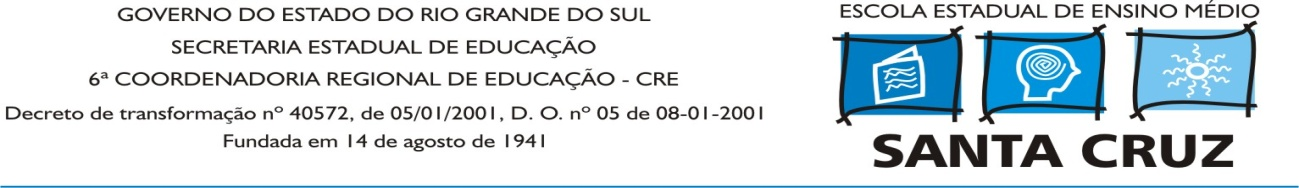 GOVERNO DO ESTADO DO RIO GRANDE DO SUL
SECRETARIA ESTADUAL DE EDUCAÇÃO
6ª COORDENADORIA REGIONAL DE EDUCAÇÃO - CRE
Decreto de transformação nº 40572, de 05/01/2001, D. O. nº 05 de 08-01-2001
Fundada em 14 de agosto de 1941
ESCOLA ESTADUAL DE ENSINO MÉDIO
SANTA CRUZ